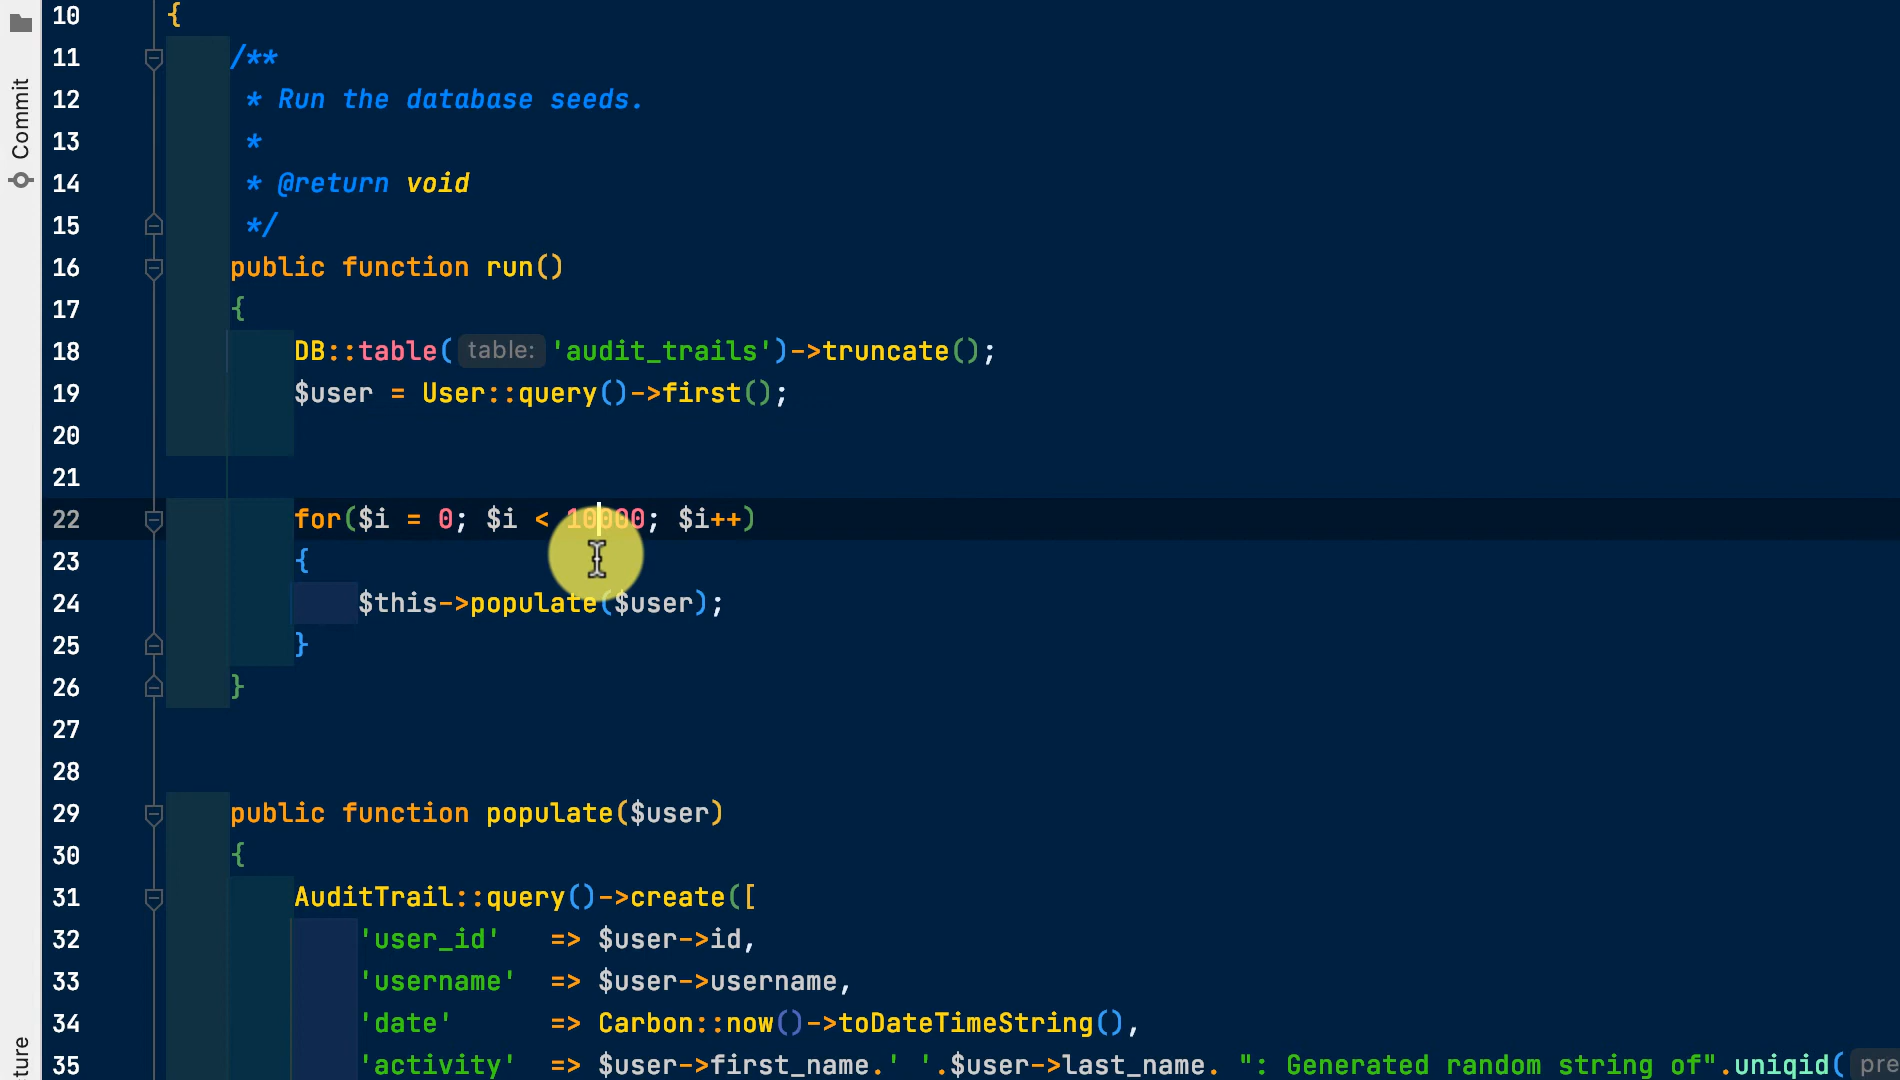 10 {
11 /**
12 * Run the database seeds.
13 *
14 * @return void
15 */
16 public function run()
17 {
18 DB::table( table: 'audit_trails')->truncate();
19 $user = User::query()->first();
20
21
22 for($i = 0; $i < 10000; $i++)
23 {
24 $this->populate($user);
25 }
26 }
27
28
29 public function populate($user)
30 {
31 AuditTrail::query()->create([
32 'user_id' => $user->id,
33 'username' => $user->username,
34 'date' => Carbon::now()->toDateTimeString(),
35 'activity' => $user->first_name.' '.$user->last_name. ": Generated random string of".uniqid( pre
Commit
ture